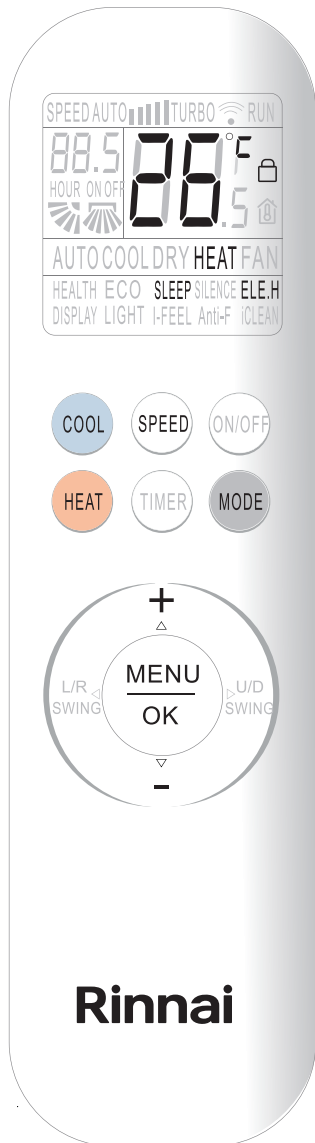 SPEED AUTO TURBO RUN
88.5 26°C .5
HOUR ON OFF
AUTO COOL DRY HEAT FAN
HEALTH ECO SLEEP SILENCE ELE.H
DISPLAY LIGHT I-FEEL Anti-F iCLEAN
COOL SPEED ON/OFF
HEAT TIMER MODE
+
L/R SWING
MENU
OK
U/D SWING
-
Rinnai